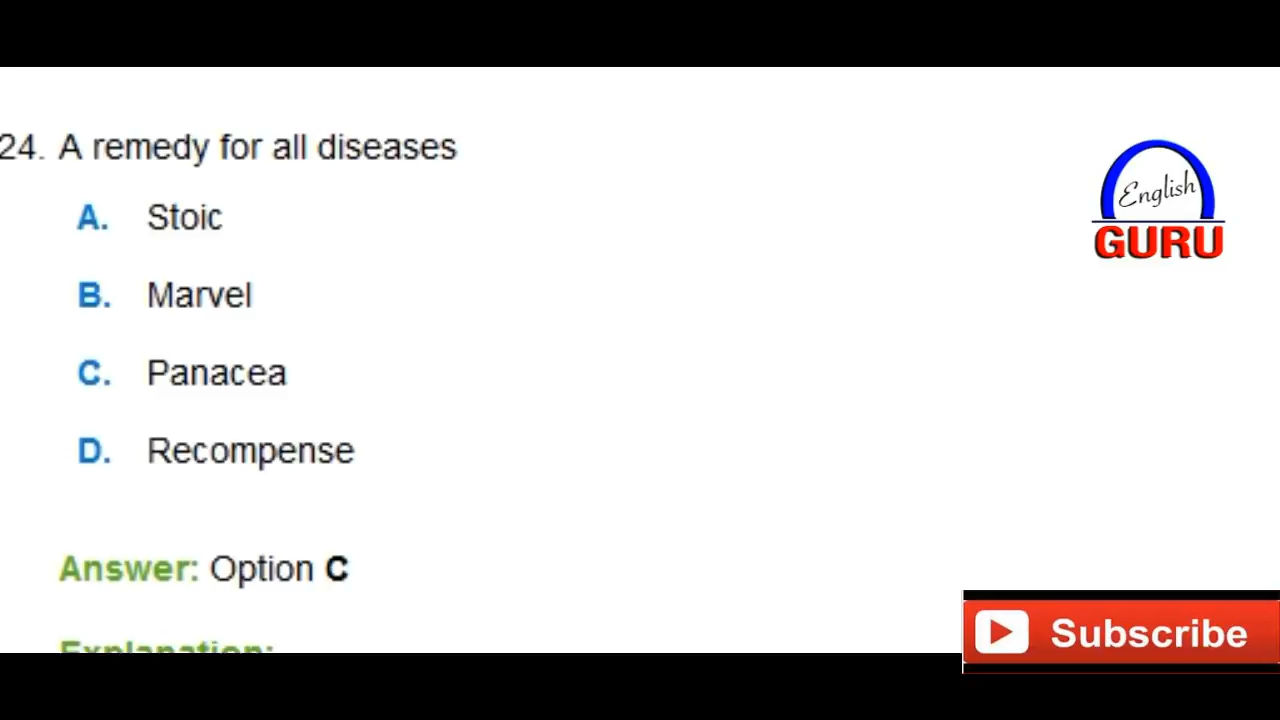 24. A remedy for all diseases
A. Stoic
B. Marvel
C. Panacea
D. Recompense
Answer: Option C
Explanation:
English
GURU
Subscribe